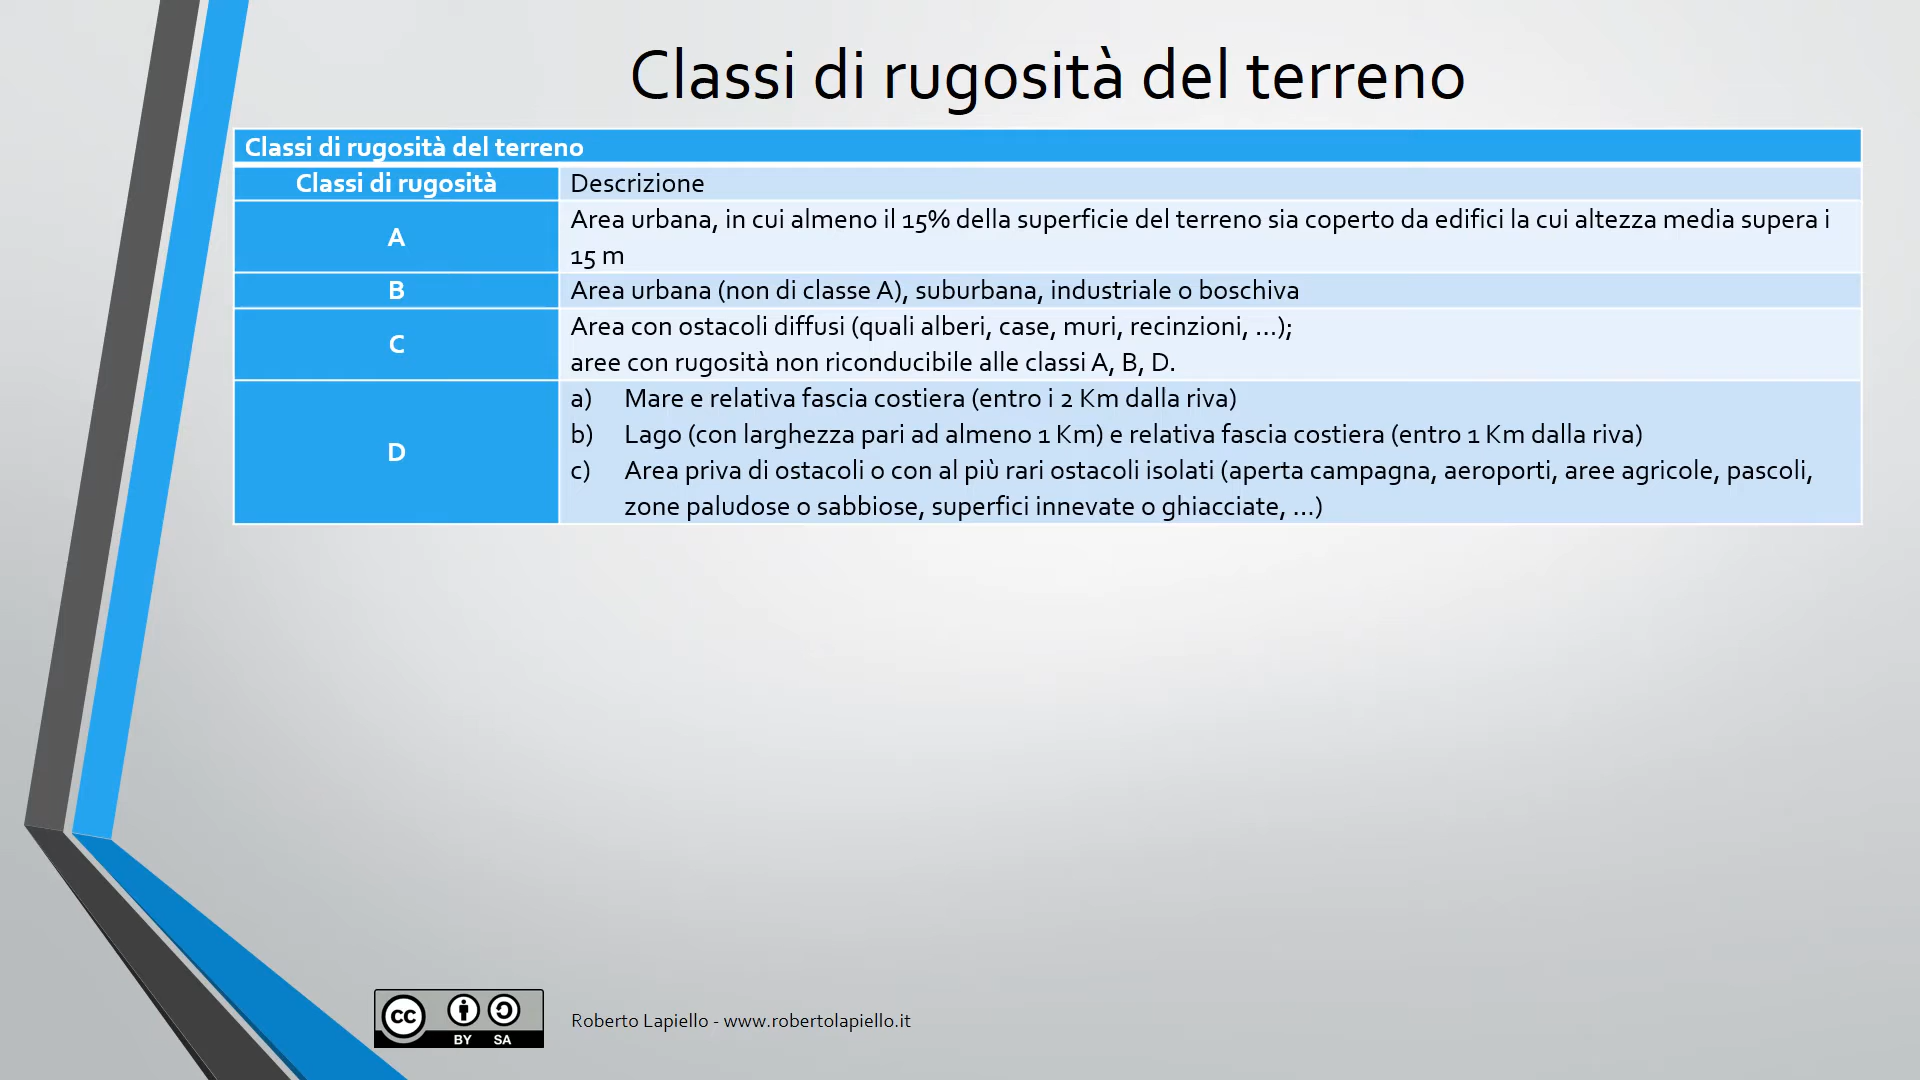 Classi di rugosità del terreno
Classi di rugosità del terreno
Classi di rugosità
Descrizione
A
Area urbana, in cui almeno il 15% della superficie del terreno sia coperto da edifici la cui altezza media supera i
15 m
B
Area urbana (non di classe A), suburbana, industriale o boschiva
C
Area con ostacoli diffusi (quali alberi, case, muri, recinzioni, ...);
aree con rugosità non riconducibile alle classi A, B, D.
D
a) Mare e relativa fascia costiera (entro i 2 Km dalla riva)
b) Lago (con larghezza pari ad almeno 1 Km) e relativa fascia costiera (entro 1 Km dalla riva)
c) Area priva di ostacoli o con al più rari ostacoli isolati (aperta campagna, aeroporti, aree agricole, pascoli,
zone paludose o sabbiose, superfici innevate o ghiacciate, ...)
cc
BY SA
Roberto Lapiello - www.robertolapiello.it